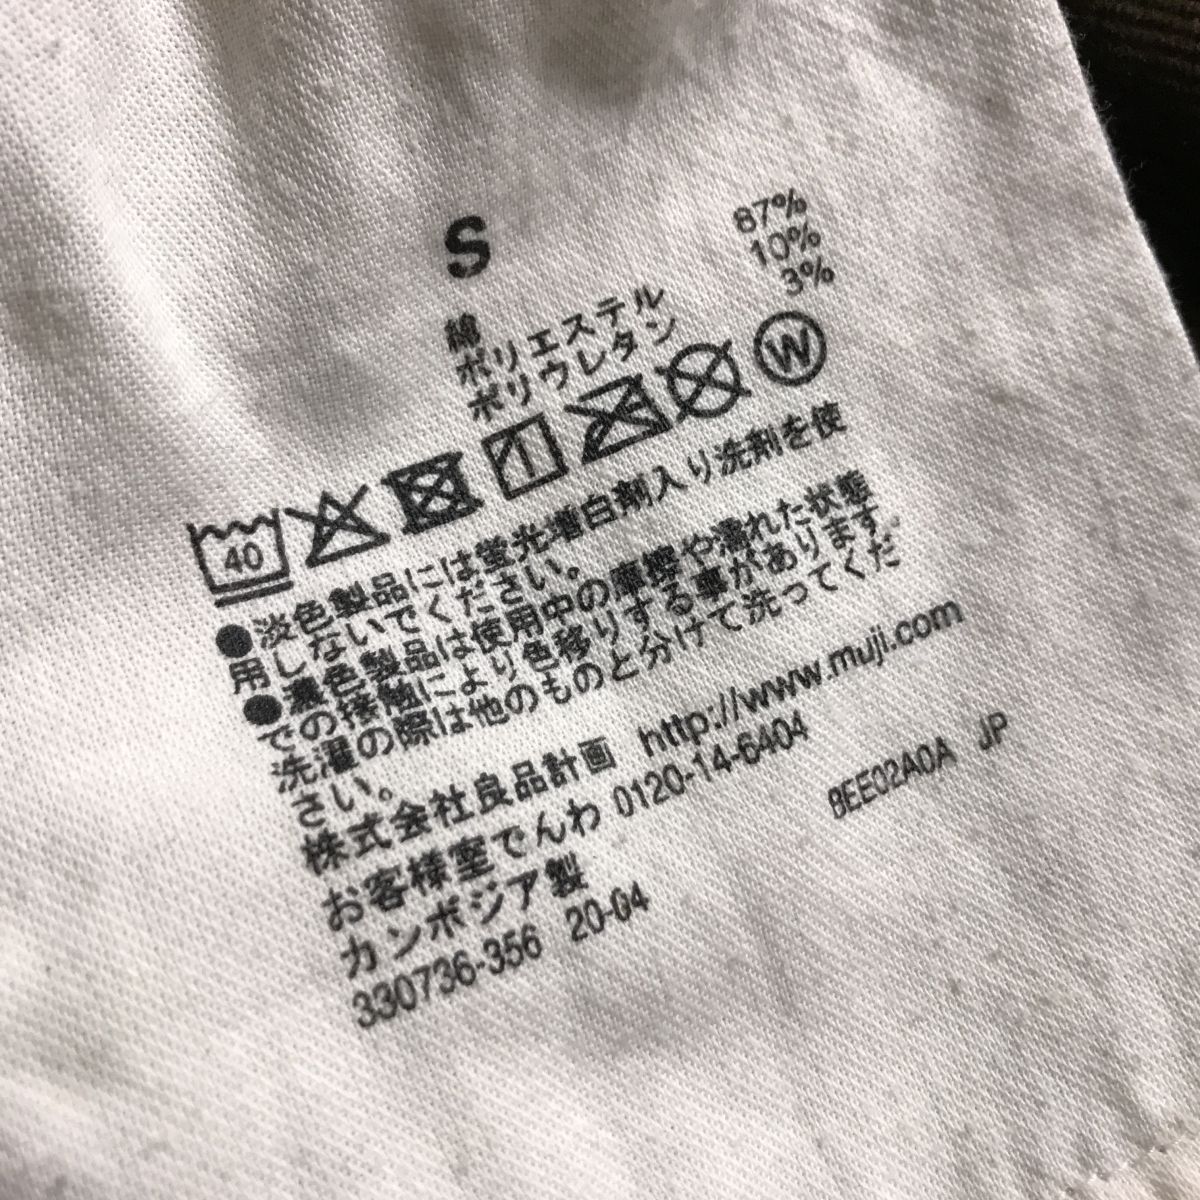 S
綿 87%
ポリエステル 10%
ポリウレタン 3%
40 W
●淡色製品には蛍光増白剤入り洗剤を使
用しないでください。
●濃色製品は使用中の摩擦や濡れた状態
での接触により色移りする事があります。
洗濯の際は他のものと分けて洗ってくだ
さい。
株式会社良品計画 http://www.muji.com
お客様室でんわ 0120-14-6404
カンボジア製 BEE02A0A JP
330736-356 20-04